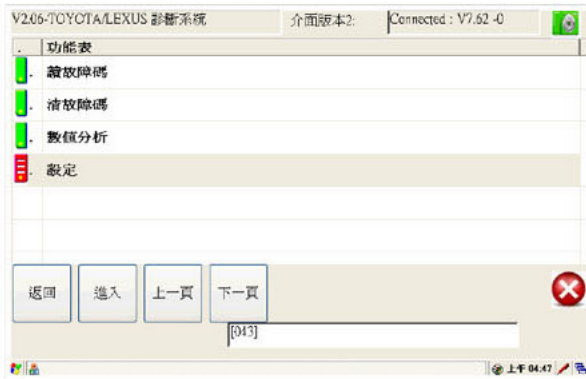 V2.06-TOYOTA/LEXUS 診斷系統 介面版本2: Connected : V7.62 -0
. 功能表
. 讀故障碼
. 清故障碼
. 數值分析
. 設定
返回 進入 上一頁 下一頁
[043]
上午 04:47